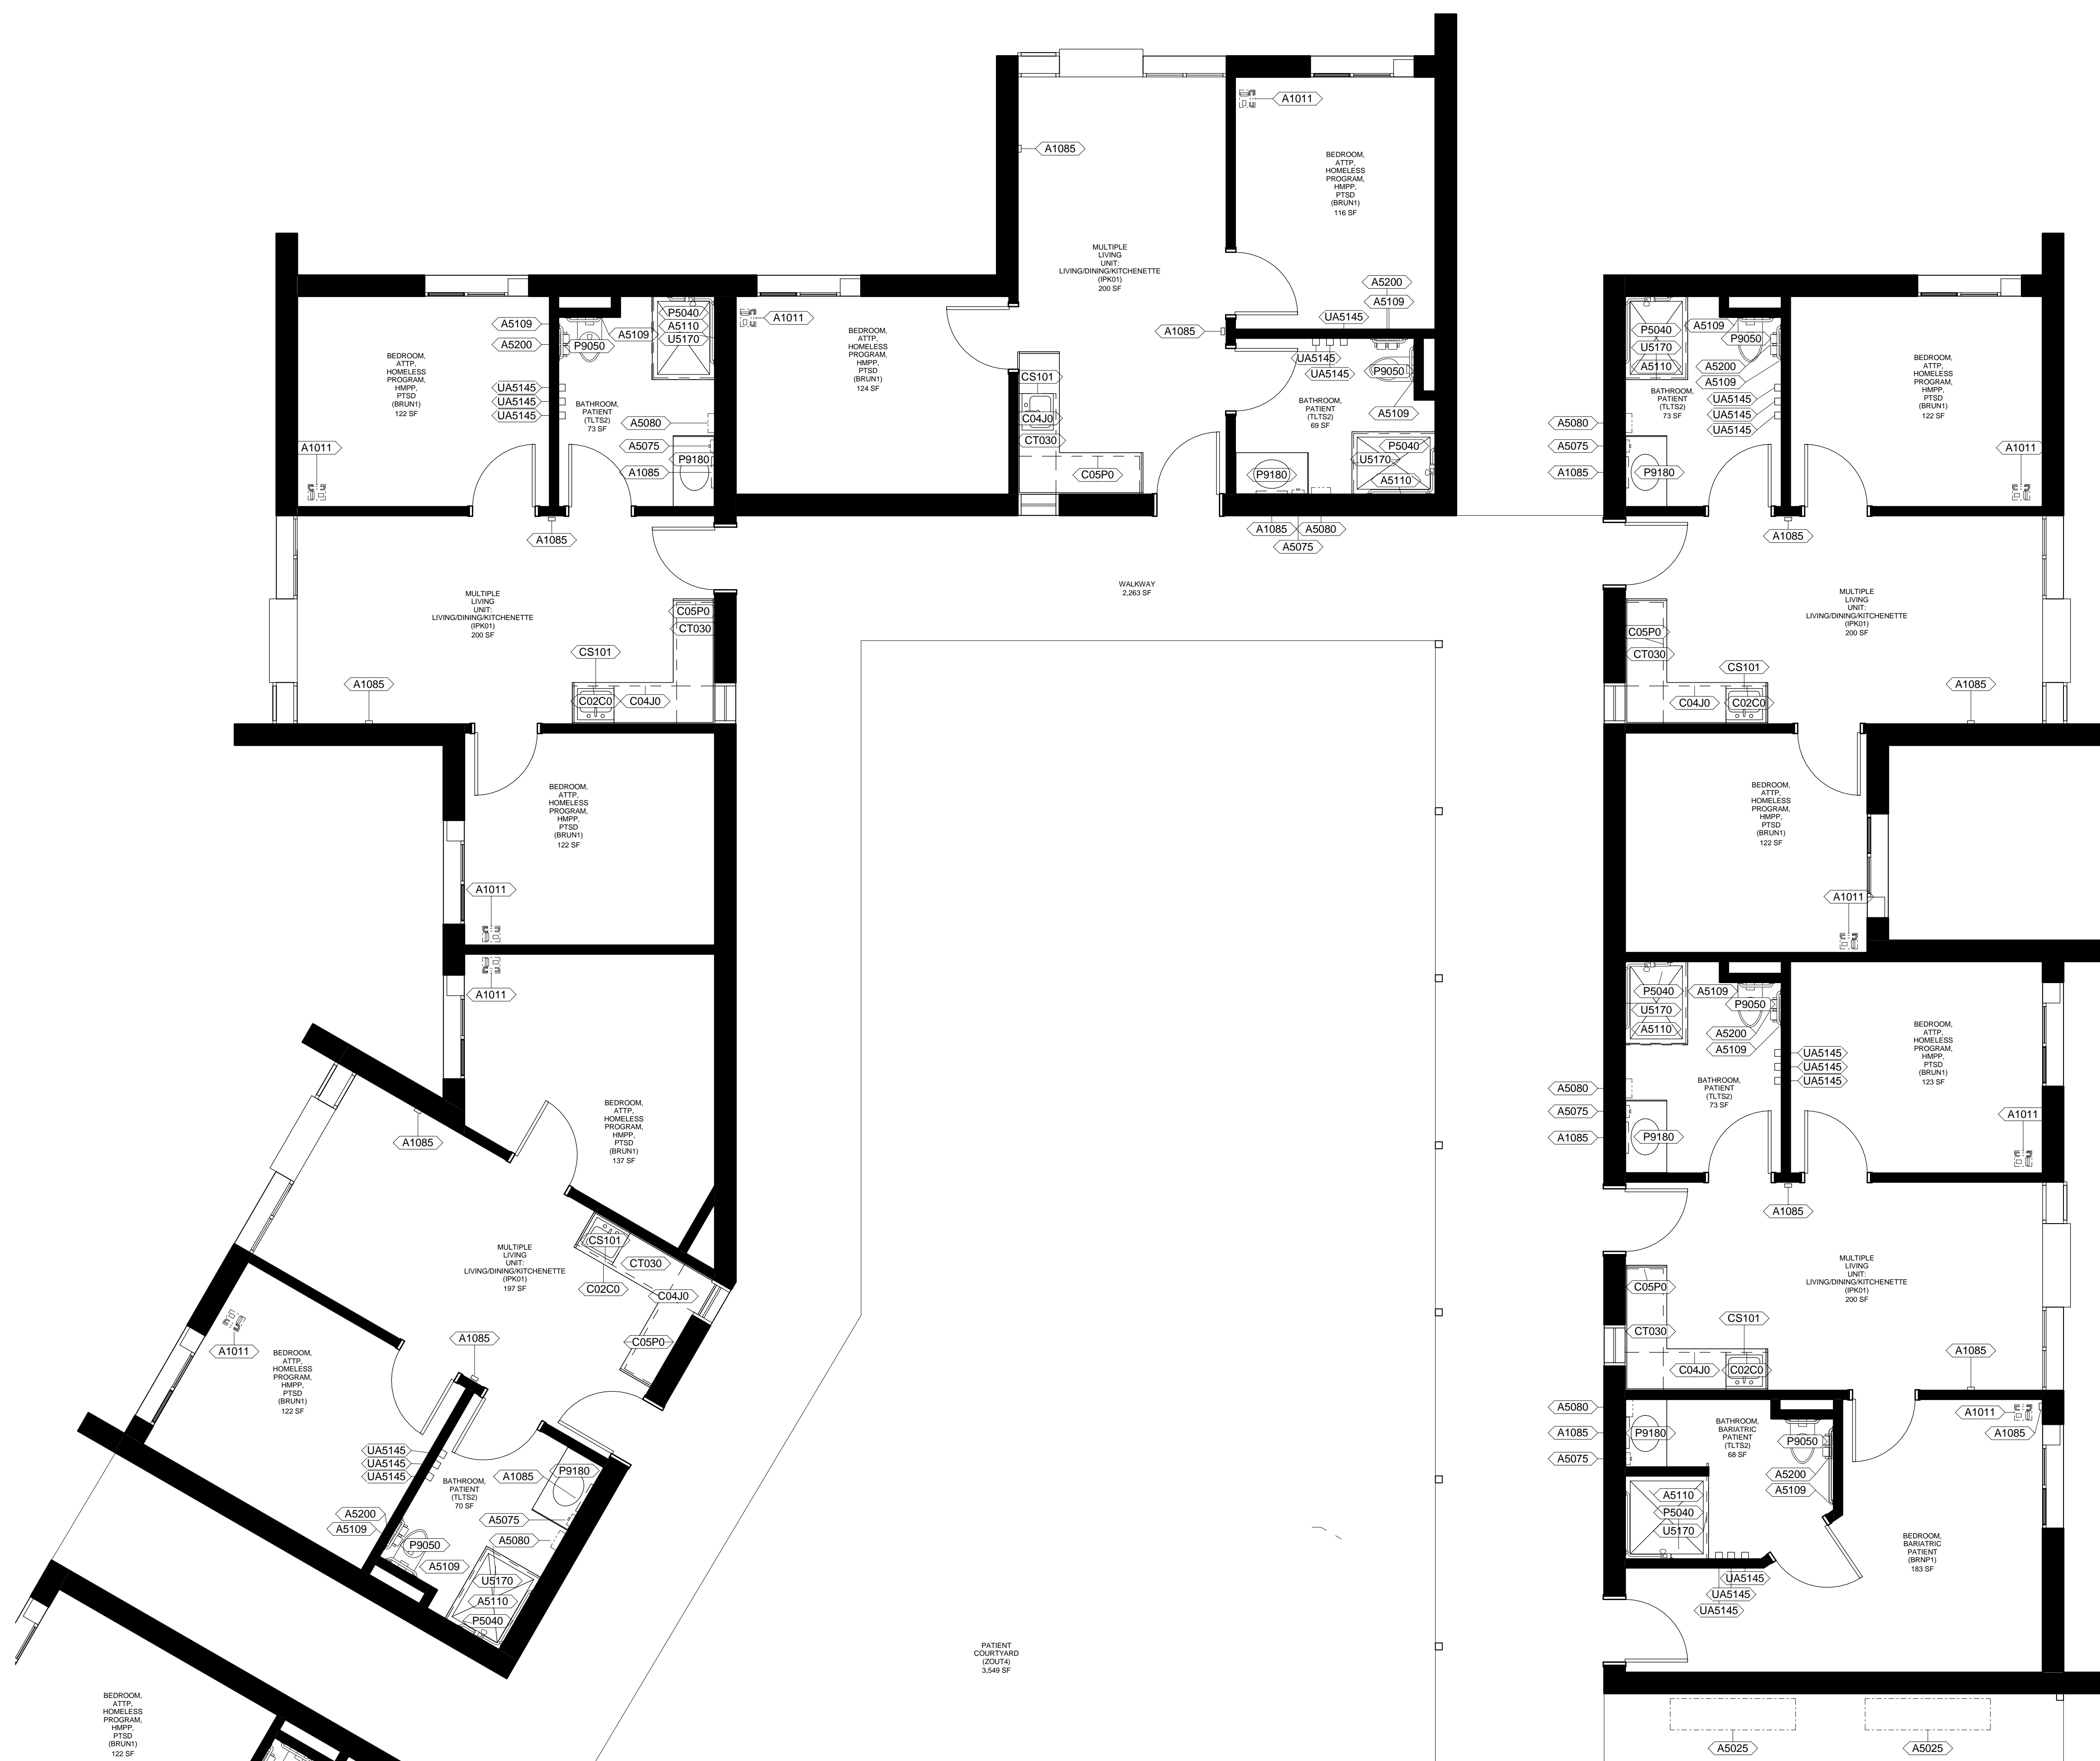 A1011
A1085
BEDROOM,
ATTP,
HOMELESS
PROGRAM,
HMPP,
PTSD
(BRUN1)
116 SF
MULTIPLE
LIVING
UNIT:
LIVING/DINING/KITCHENETTE
(IPK01)
200 SF
A5200
A5109
UA5145
A1085
UA5145
UA5145
P9050
A5109
BATHROOM,
PATIENT
(TLTS2)
69 SF
CS101
C04J0
CT030
C05P0
P9180
P5040
U5170
A5110
A1085
A5080
A5075
A1011
BEDROOM,
ATTP,
HOMELESS
PROGRAM,
HMPP,
PTSD
(BRUN1)
124 SF
A5109
A5200
P9050
A5109
P5040
A5110
U5170
BEDROOM,
ATTP,
HOMELESS
PROGRAM,
HMPP,
PTSD
(BRUN1)
122 SF
UA5145
UA5145
UA5145
BATHROOM,
PATIENT
(TLTS2)
73 SF
A5080
A5075
P9180
A1085
A1011
A1085
MULTIPLE
LIVING
UNIT:
LIVING/DINING/KITCHENETTE
(IPK01)
200 SF
C05P0
CT030
CS101
C02C0
C04J0
A1085
WALKWAY
2,263 SF
P5040
U5170
A5110
A5109
P9050
A5200
A5109
UA5145
UA5145
UA5145
BATHROOM,
PATIENT
(TLTS2)
73 SF
BEDROOM,
ATTP,
HOMELESS
PROGRAM,
HMPP,
PTSD
(BRUN1)
122 SF
A5080
A5075
A1085
P9180
A1011
A1085
MULTIPLE
LIVING
UNIT:
LIVING/DINING/KITCHENETTE
(IPK01)
200 SF
C05P0
CT030
CS101
C04J0
C02C0
A1085
BEDROOM,
ATTP,
HOMELESS
PROGRAM,
HMPP,
PTSD
(BRUN1)
122 SF
A1011
A1011
BEDROOM,
ATTP,
HOMELESS
PROGRAM,
HMPP,
PTSD
(BRUN1)
137 SF
A1085
MULTIPLE
LIVING
UNIT:
LIVING/DINING/KITCHENETTE
(IPK01)
197 SF
CS101
CT030
C02C0
C04J0
C05P0
A1085
A1011
BEDROOM,
ATTP,
HOMELESS
PROGRAM,
HMPP,
PTSD
(BRUN1)
122 SF
UA5145
UA5145
UA5145
BATHROOM,
PATIENT
(TLTS2)
70 SF
A1085
P9180
A5075
A5080
A5200
A5109
P9050
A5109
U5170
A5110
P5040
BEDROOM,
ATTP,
HOMELESS
PROGRAM,
HMPP,
PTSD
(BRUN1)
122 SF
PATIENT
COURTYARD
(ZOUT4)
3,549 SF
BEDROOM,
ATTP,
HOMELESS
PROGRAM,
HMPP,
PTSD
(BRUN1)
122 SF
A1011
P5040
U5170
A5110
A5109
P9050
A5200
A5109
UA5145
UA5145
UA5145
BATHROOM,
PATIENT
(TLTS2)
73 SF
BEDROOM,
ATTP,
HOMELESS
PROGRAM,
HMPP,
PTSD
(BRUN1)
123 SF
A5080
A5075
A1085
P9180
A1011
A1085
MULTIPLE
LIVING
UNIT:
LIVING/DINING/KITCHENETTE
(IPK01)
200 SF
C05P0
CT030
CS101
C04J0
C02C0
A1085
A5080
A1085
A5075
P9180
BATHROOM,
BARIATRIC
PATIENT
(TLTS2)
68 SF
P9050
A5200
A5109
A1011
A1085
A5110
P5040
U5170
UA5145
UA5145
UA5145
BEDROOM,
BARIATRIC
PATIENT
(BRNP1)
183 SF
A5025
A5025